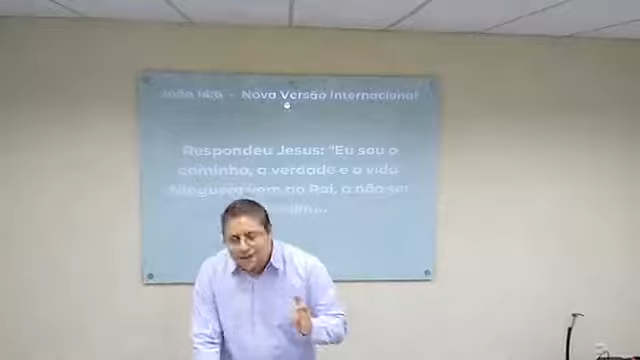 João 14:6 - Nova Versão Internacional
Respondeu Jesus: "Eu sou o
caminho, a verdade e a vida
Ninguém vem ao Pai, a não ser